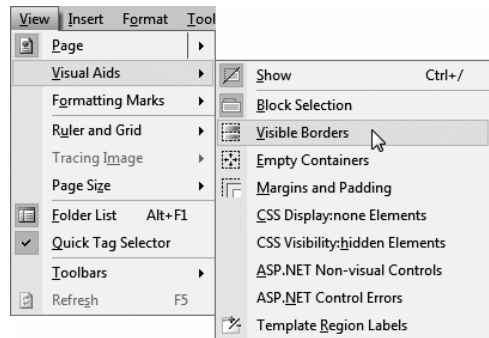 View Insert Format Tool
Page
Visual Aids
Formatting Marks
Ruler and Grid
Tracing Image
Page Size
Folder List Alt+F1
Quick Tag Selector
Toolbars
Refresh F5
Show Ctrl+/
Block Selection
Visible Borders
Empty Containers
Margins and Padding
CSS Display:none Elements
CSS Visibility:hidden Elements
ASP.NET Non-visual Controls
ASP.NET Control Errors
Template Region Labels